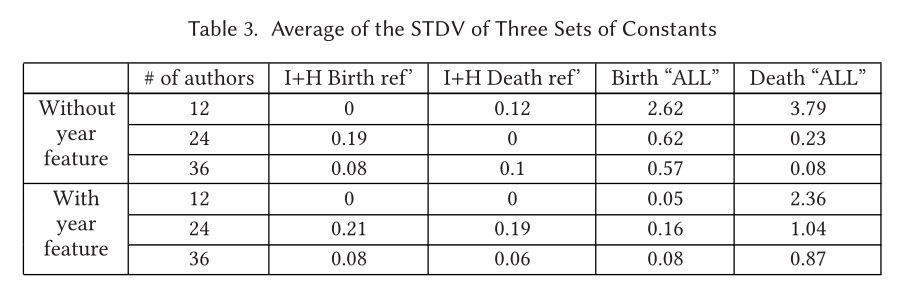 Table 3. Average of the STDV of Three Sets of Constants
# of authors I+H Birth ref’ I+H Death ref’ Birth “ALL” Death “ALL”
Without year feature 12 0 0.12 2.62 3.79
24 0.19 0 0.62 0.23
36 0.08 0.1 0.57 0.08
With year feature 12 0 0 0.05 2.36
24 0.21 0.19 0.16 1.04
36 0.08 0.06 0.08 0.87